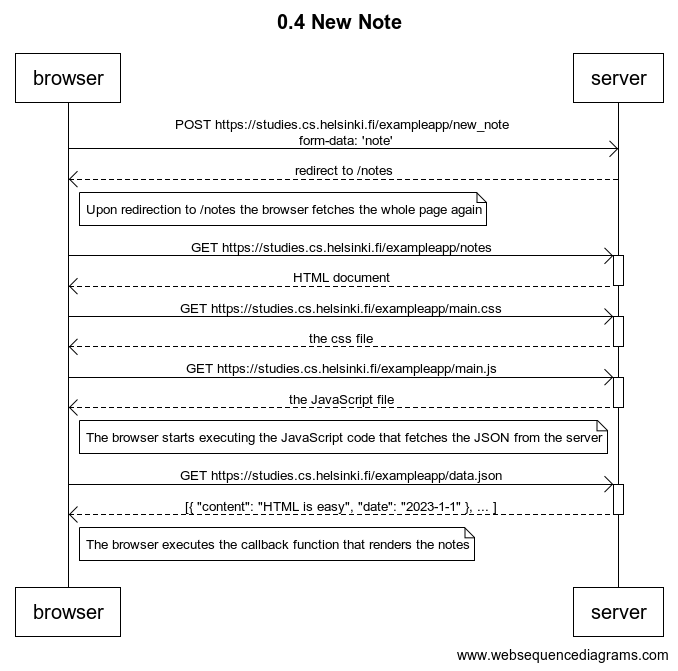 0.4 New Note
browser
server
POST https://studies.cs.helsinki.fi/exampleapp/new_note
form-data: 'note'
redirect to /notes
Upon redirection to /notes the browser fetches the whole page again
GET https://studies.cs.helsinki.fi/exampleapp/notes
HTML document
GET https://studies.cs.helsinki.fi/exampleapp/main.css
the css file
GET https://studies.cs.helsinki.fi/exampleapp/main.js
the JavaScript file
The browser starts executing the JavaScript code that fetches the JSON from the server
GET https://studies.cs.helsinki.fi/exampleapp/data.json
[{ "content": "HTML is easy", "date": "2023-1-1" }, ... ]
The browser executes the callback function that renders the notes
browser
server
www.websequencediagrams.com